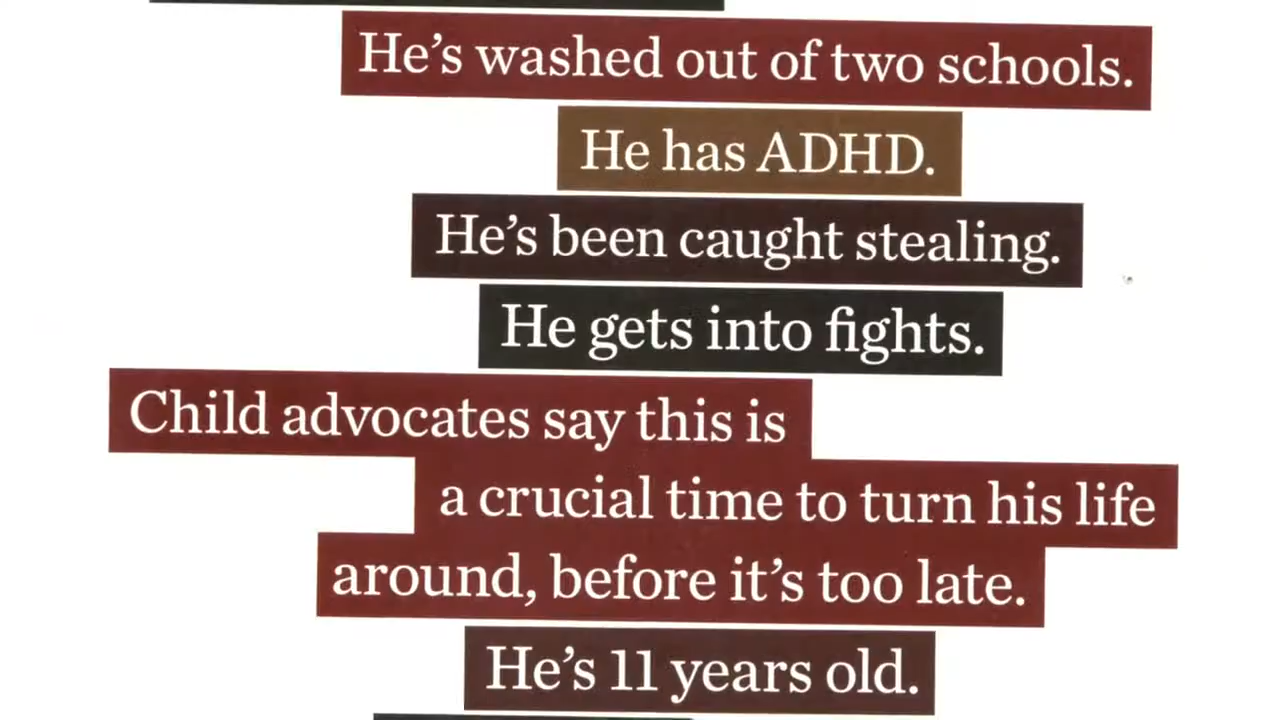 He’s washed out of two schools.
He has ADHD.
He’s been caught stealing.
He gets into fights.
Child advocates say this is
a crucial time to turn his life
around, before it’s too late.
He’s 11 years old.